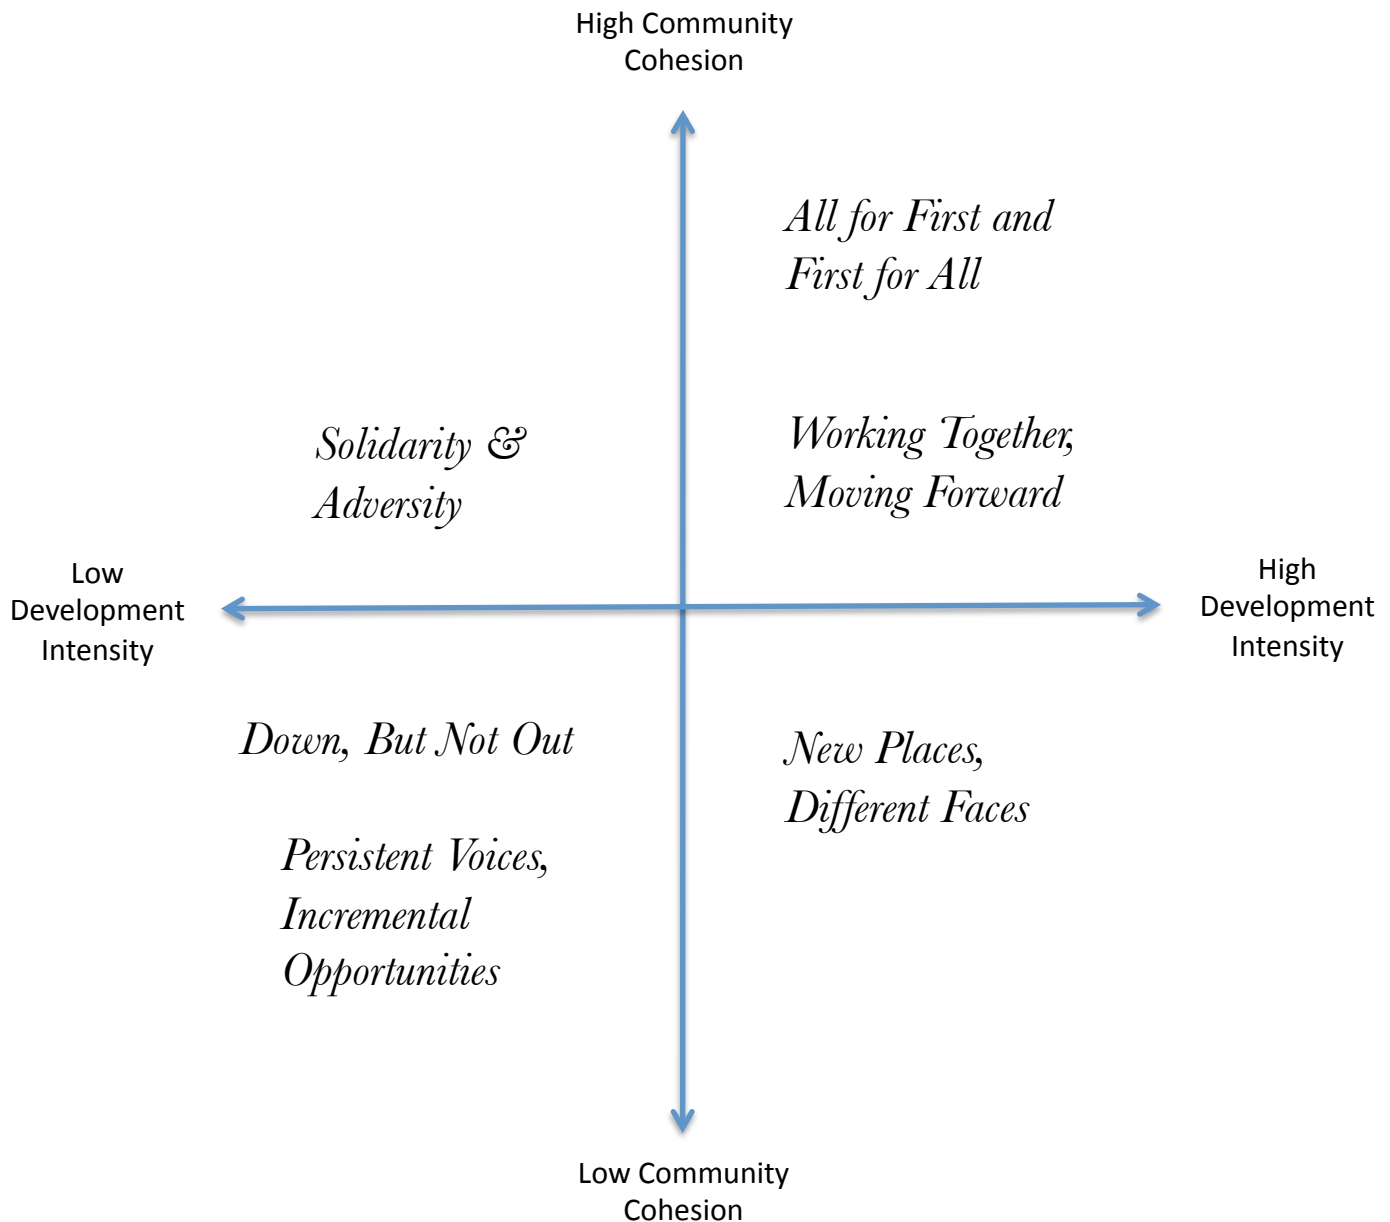 High Community
Cohesion
All for First and
First for All
Solidarity &
Adversity
Working Together,
Moving Forward
Low
Development
Intensity
High
Development
Intensity
Down, But Not Out
New Places,
Different Faces
Persistent Voices,
Incremental
Opportunities
Low Community
Cohesion